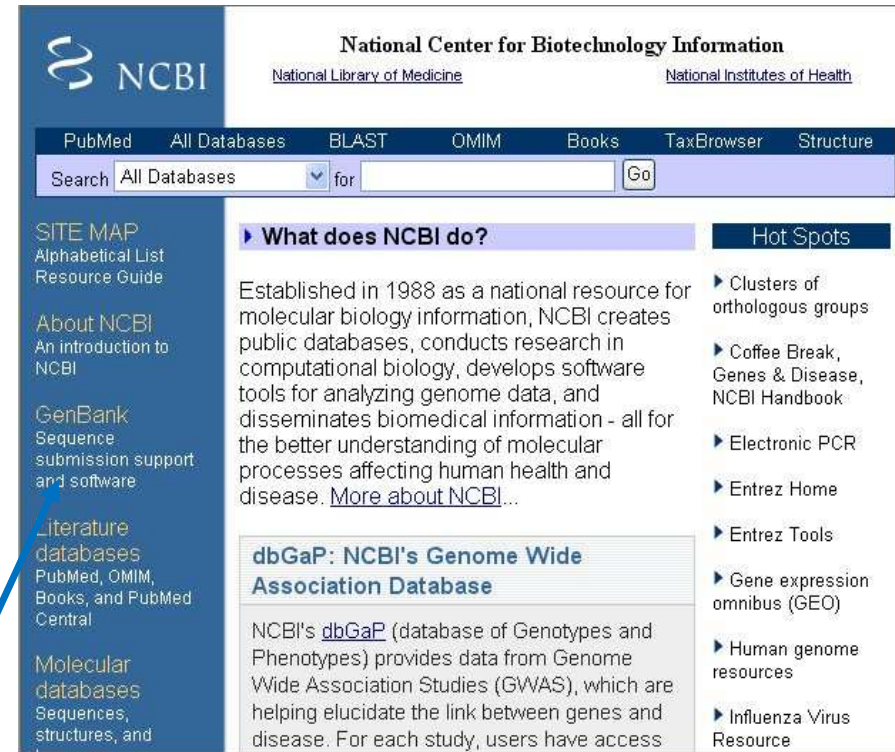 NCBI
National Center for Biotechnology Information
National Library of Medicine
National Institutes of Health
PubMed All Databases BLAST OMIM Books TaxBrowser Structure
Search All Databases for Go
SITE MAP
Alphabetical List
Resource Guide
About NCBI
An introduction to
NCBI
GenBank
Sequence
submission support
and software
Literature
databases
PubMed, OMIM,
Books, and PubMed
Central
Molecular
databases
Sequences,
structures, and
What does NCBI do?
Established in 1988 as a national resource for
molecular biology information, NCBI creates
public databases, conducts research in
computational biology, develops software
tools for analyzing genome data, and
disseminates biomedical information - all for
the better understanding of molecular
processes affecting human health and
disease. More about NCBI...
dbGaP: NCBI's Genome Wide
Association Database
NCBI's dbGaP (database of Genotypes and
Phenotypes) provides data from Genome
Wide Association Studies (GWAS), which are
helping elucidate the link between genes and
disease. For each study, users have access
Hot Spots
Clusters of
orthologous groups
Coffee Break,
Genes & Disease,
NCBI Handbook
Electronic PCR
Entrez Home
Entrez Tools
Gene expression
omnibus (GEO)
Human genome
resources
Influenza Virus
Resource